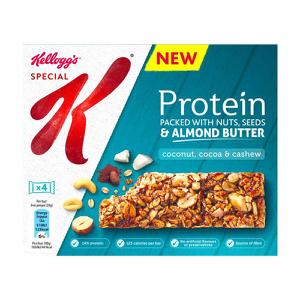 Kellogg's
NEW
SPECIAL
K
Protein
PACKED WITH NUTS, SEEDS
& ALMOND BUTTER
coconut, cocoa & cashew
x4
14% protein
123 calories per bar
No artificial flavours
or preservatives
Source of fibre